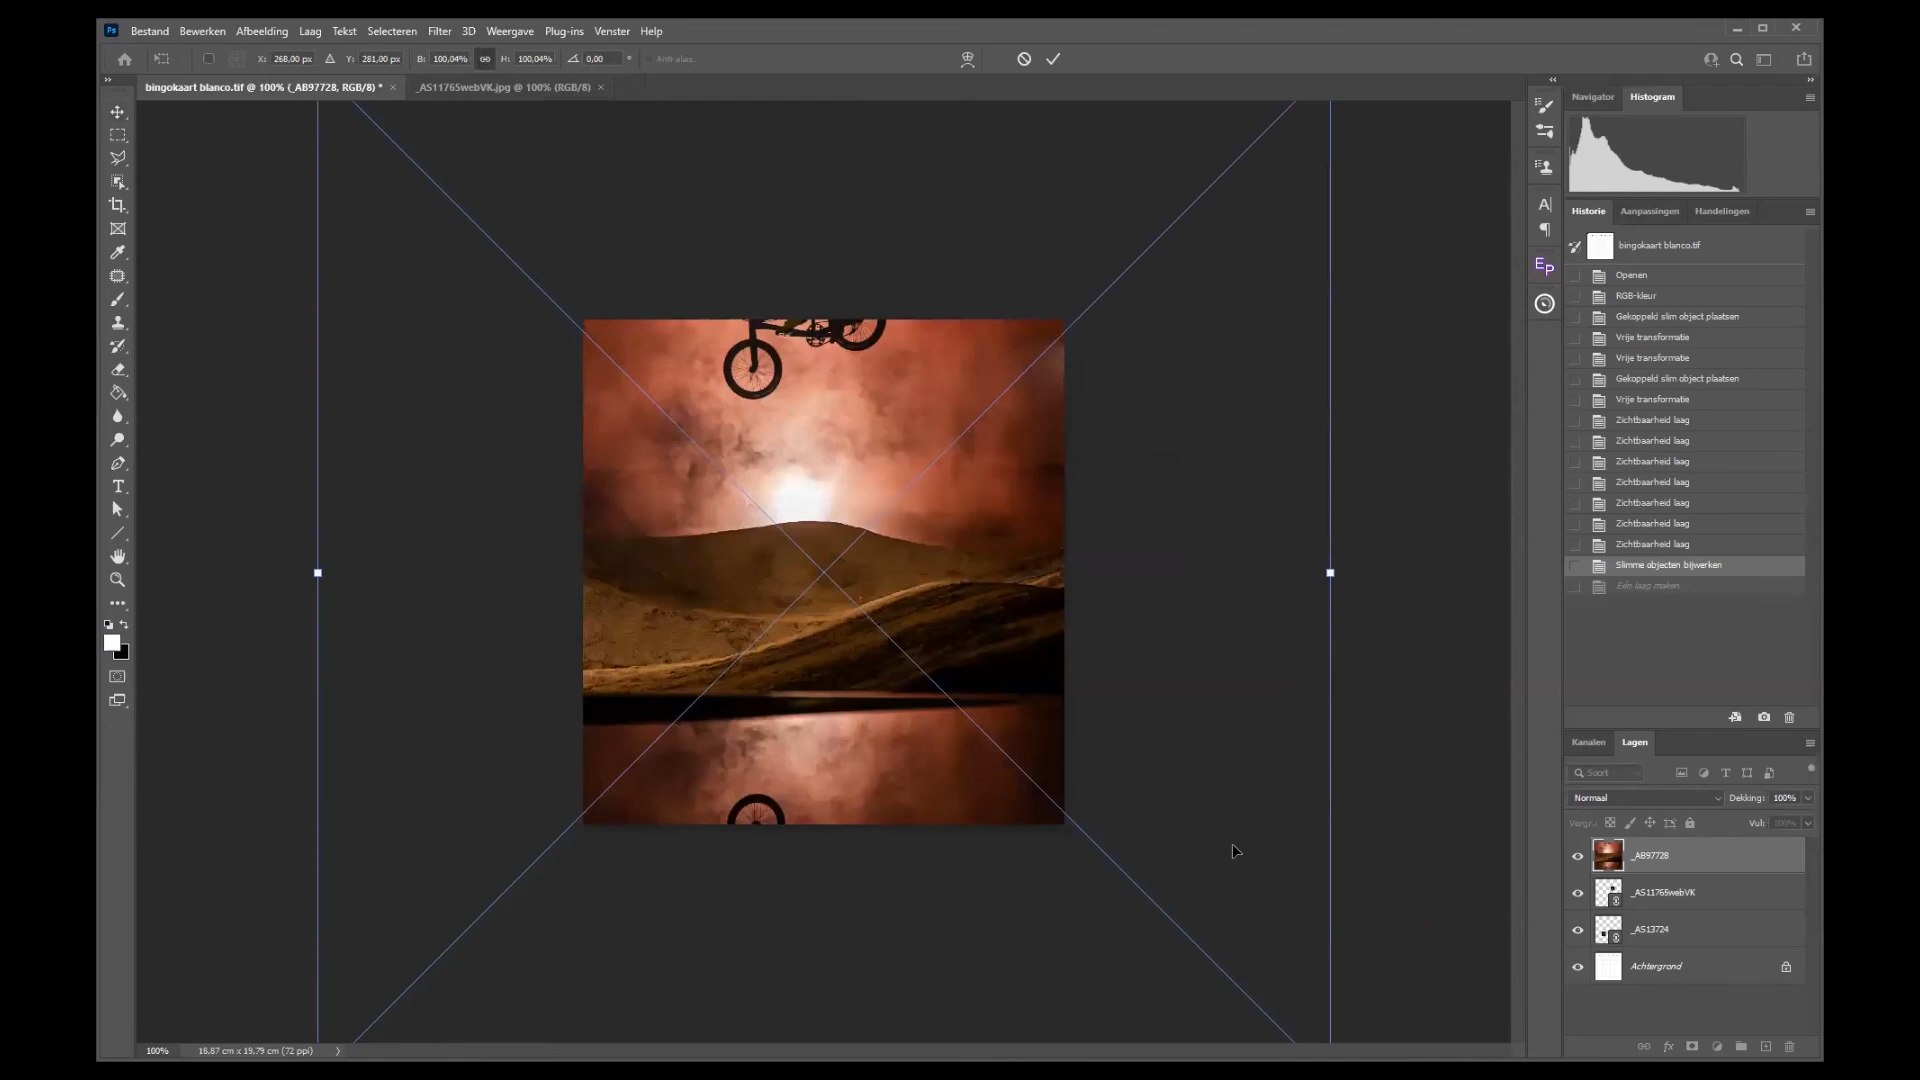 Ps Bestand Bewerken Afbeelding Laag Tekst Selecteren Filter 3D Weergave Plug-ins Venster Help
X: 268,00 px Y: 281,00 px B: 100,04% H: 100,04% 0,00 ° Anti-alias.
bingokaart blanco.tif @ 100% (_AB97728, RGB/8) * × _AS11765webVK.jpg @ 100% (RGB/8) ×
Navigator Histogram
Historie Aanpassingen Handelingen
bingokaart blanco.tif
Openen
RGB-kleur
Gekoppeld slim object plaatsen
Vrije transformatie
Vrije transformatie
Gekoppeld slim object plaatsen
Vrije transformatie
Zichtbaarheid laag
Zichtbaarheid laag
Zichtbaarheid laag
Zichtbaarheid laag
Zichtbaarheid laag
Zichtbaarheid laag
Zichtbaarheid laag
Slimme objecten bijwerken
Eén laag maken
Kanalen Lagen
Soort
Normaal Dekking: 100%
Vergr.: Vul: 100%
_AB97728
_AS11765webVK
_AS13724
Achtergrond
100% 15,87 cm x 19,79 cm (72 ppi)